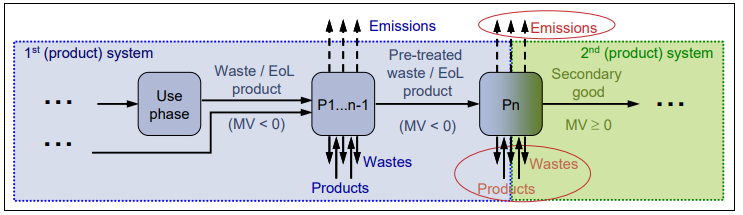 Emissions
Emissions
1st (product) system
2nd (product) system
Waste / EoL
product
Pre-treated
waste / EoL
product
Secondary
good
...
Use
phase
P1...n-1
Pn
...
(MV < 0)
(MV < 0)
MV ≥ 0
...
Wastes
Wastes
Products
Products